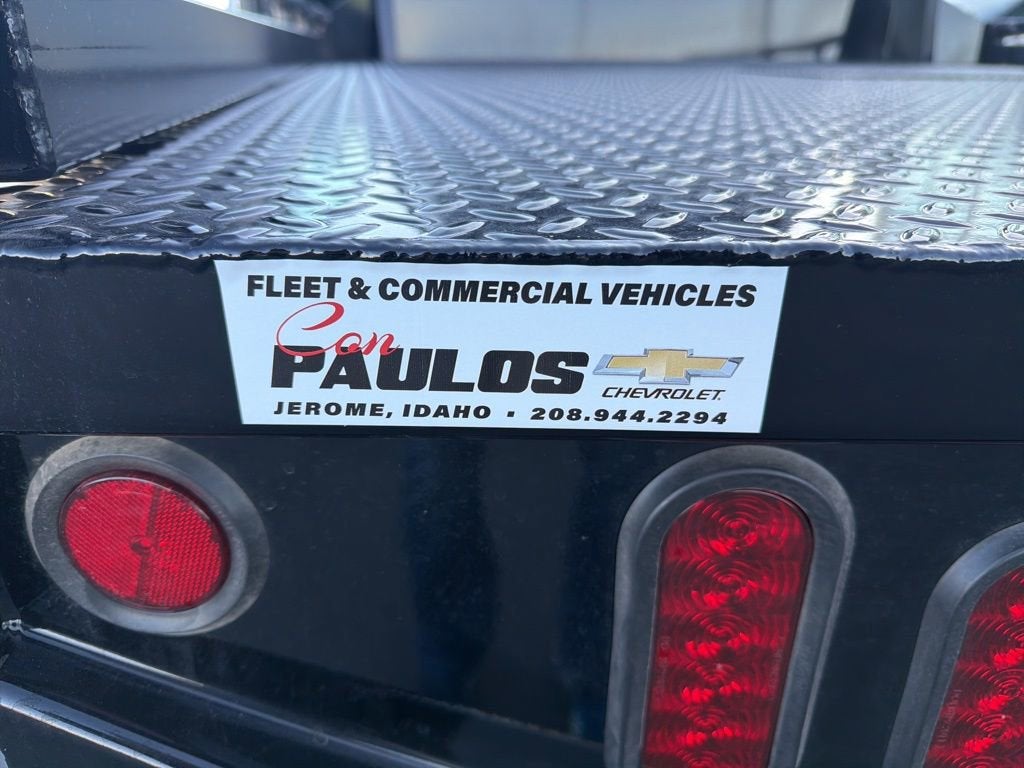 FLEET & COMMERCIAL VEHICLES
Con
PAULOS
CHEVROLET
JEROME, IDAHO • 208.944.2294